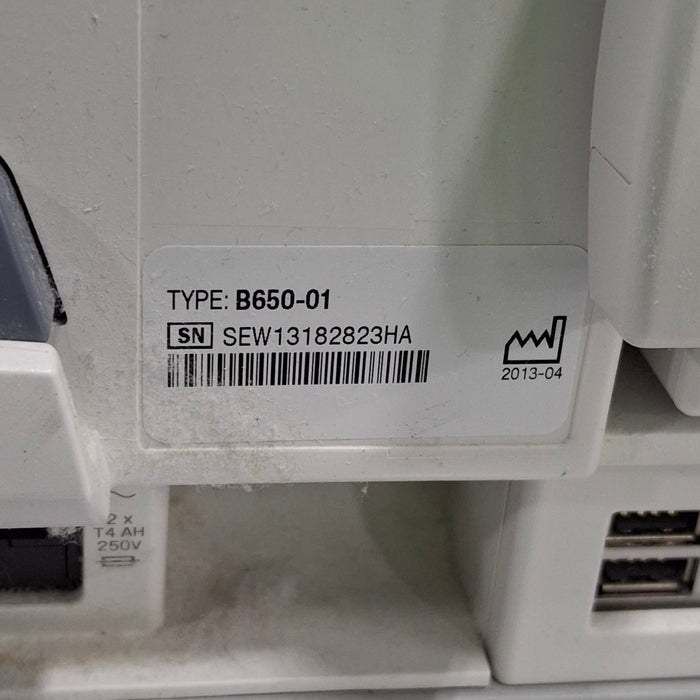 TYPE: B650-01
SN SEW13182823HA
2013-04
2 x
T4 AH
250V